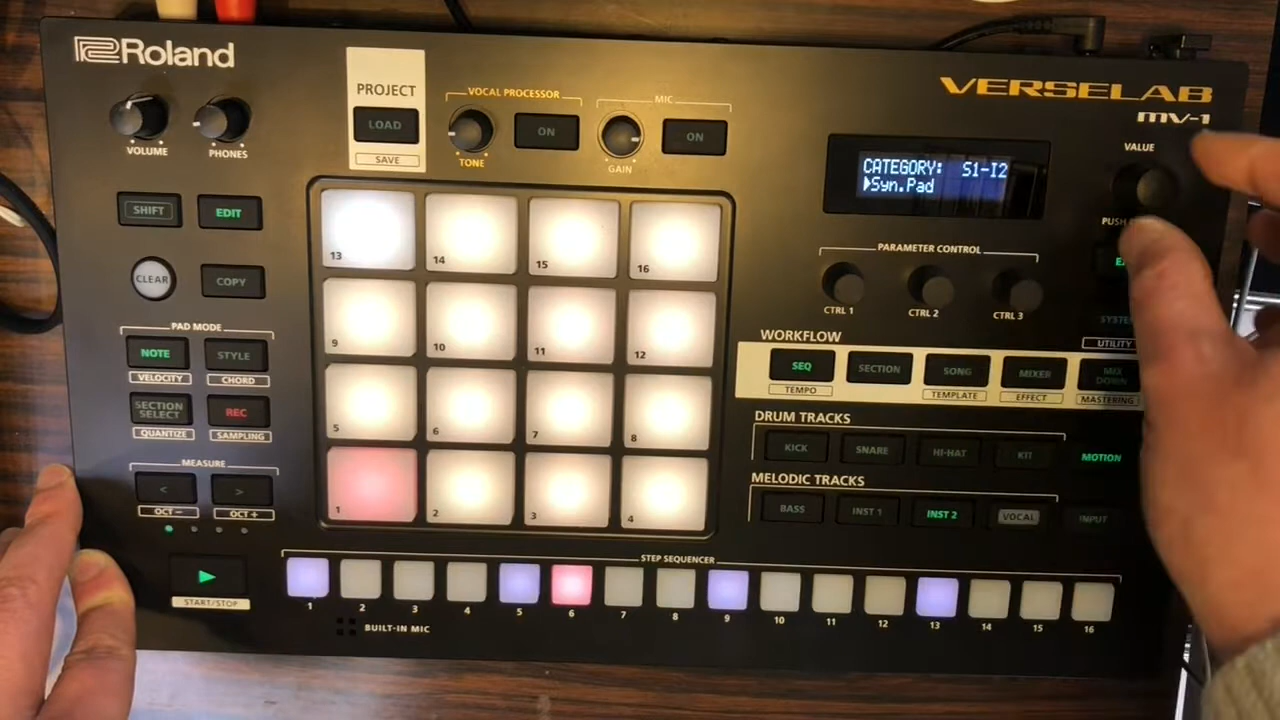 Roland
VERSELAB
MV-1
VOLUME
PHONES
PROJECT
LOAD
SAVE
VOCAL PROCESSOR
TONE
ON
MIC
GAIN
ON
VALUE
CATEGORY: S1-I2
Syn.Pad
SHIFT
EDIT
CLEAR
COPY
PARAMETER CONTROL
CTRL 1
CTRL 2
CTRL 3
UTILITY
PAD MODE
NOTE
STYLE
VELOCITY
CHORD
SECTION SELECT
REC
QUANTIZE
SAMPLING
MEASURE
<
>
OCT -
OCT +
START/STOP
13
14
15
16
9
10
11
12
5
6
7
8
1
2
3
4
WORKFLOW
SEQ
SECTION
SONG
MIXER
MIX DOWN
TEMPO
TEMPLATE
EFFECT
MASTERING
DRUM TRACKS
KICK
SNARE
HI-HAT
KIT
MOTION
MELODIC TRACKS
BASS
INST 1
INST 2
VOCAL
INPUT
STEP SEQUENCER
1
2
3
4
5
6
7
8
9
10
11
12
13
14
15
16
BUILT-IN MIC